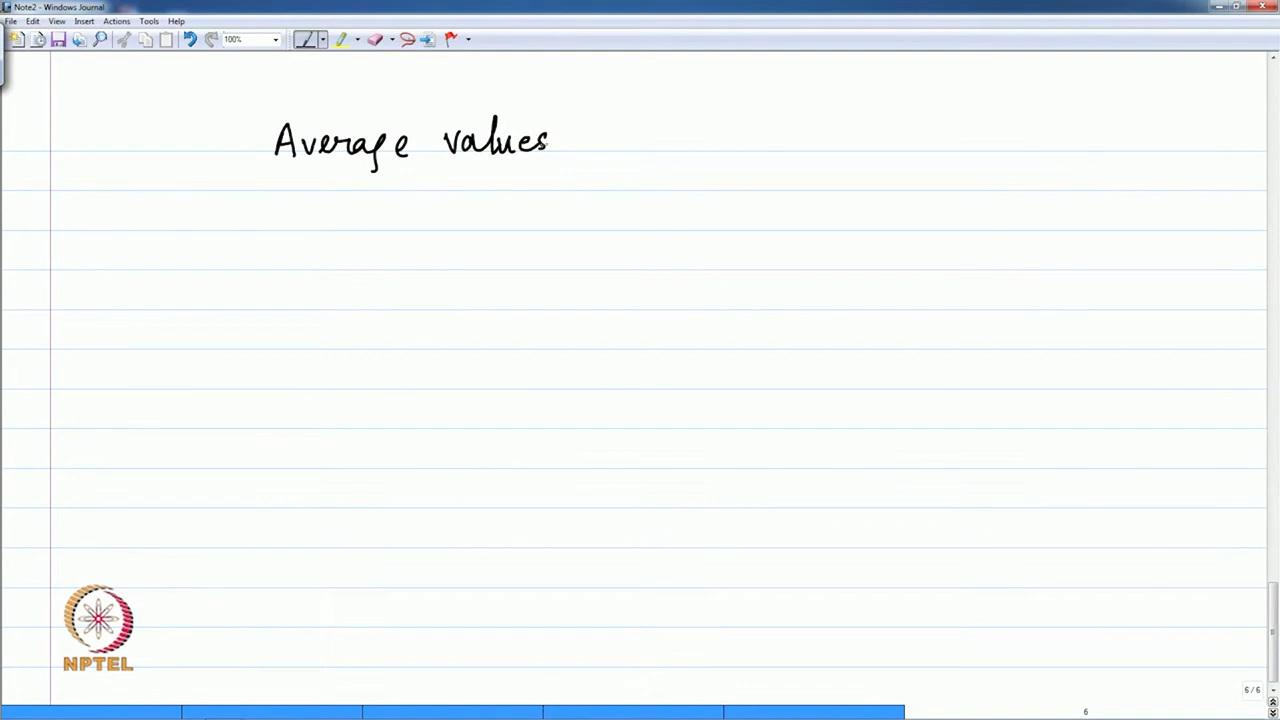 Note2 - Windows Journal
File Edit View Insert Actions Tools Help
100%
Average values
NPTEL
6 / 6
6